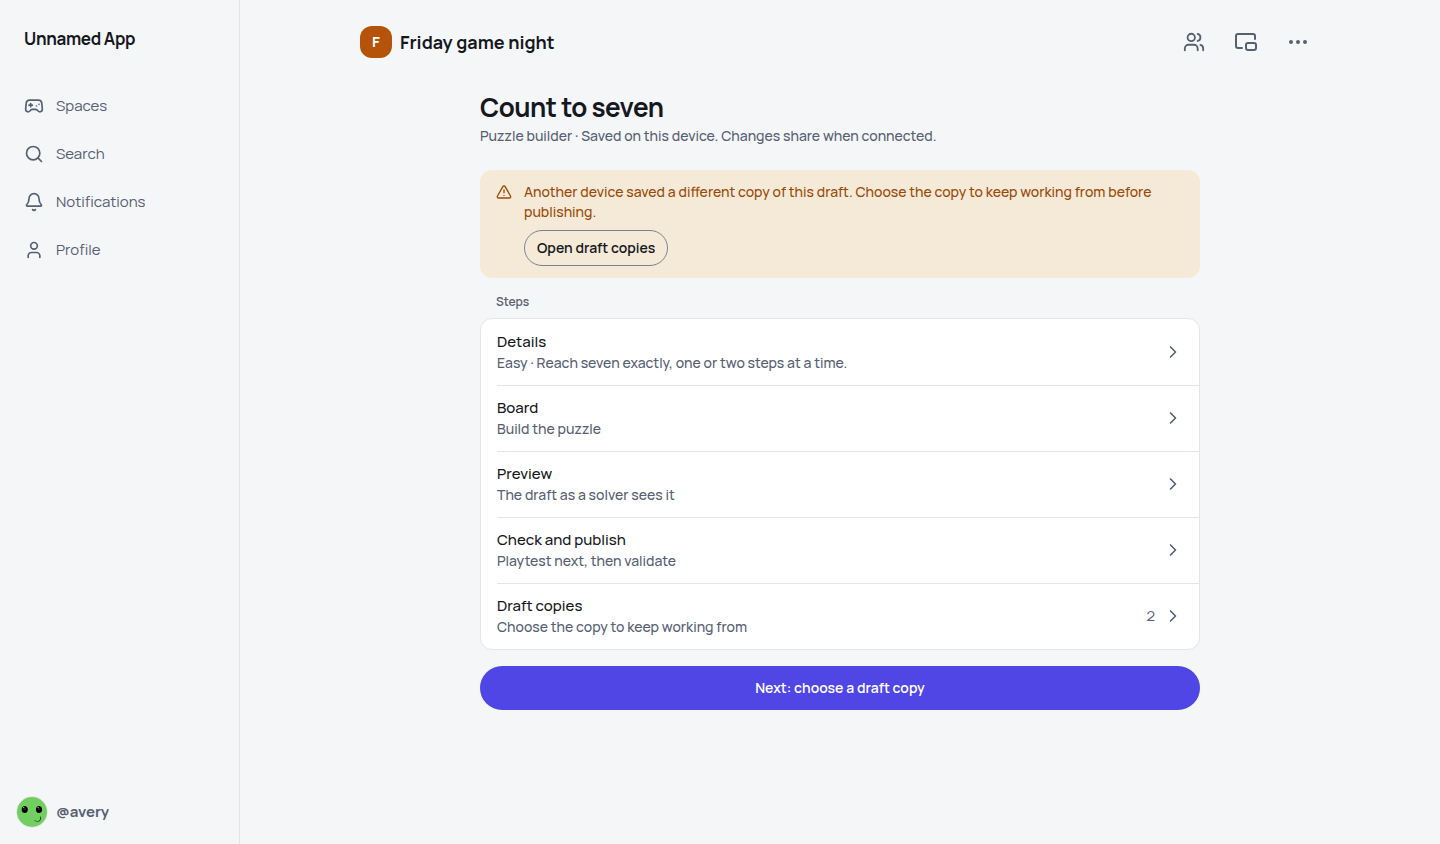 Unnamed App
Spaces
Search
Notifications
Profile
@avery
F
Friday game night
Count to seven
Puzzle builder · Saved on this device. Changes share when connected.
Another device saved a different copy of this draft. Choose the copy to keep working from before
publishing.
Open draft copies
Steps
Details
Easy · Reach seven exactly, one or two steps at a time.
Board
Build the puzzle
Preview
The draft as a solver sees it
Check and publish
Playtest next, then validate
Draft copies
Choose the copy to keep working from
2
Next: choose a draft copy